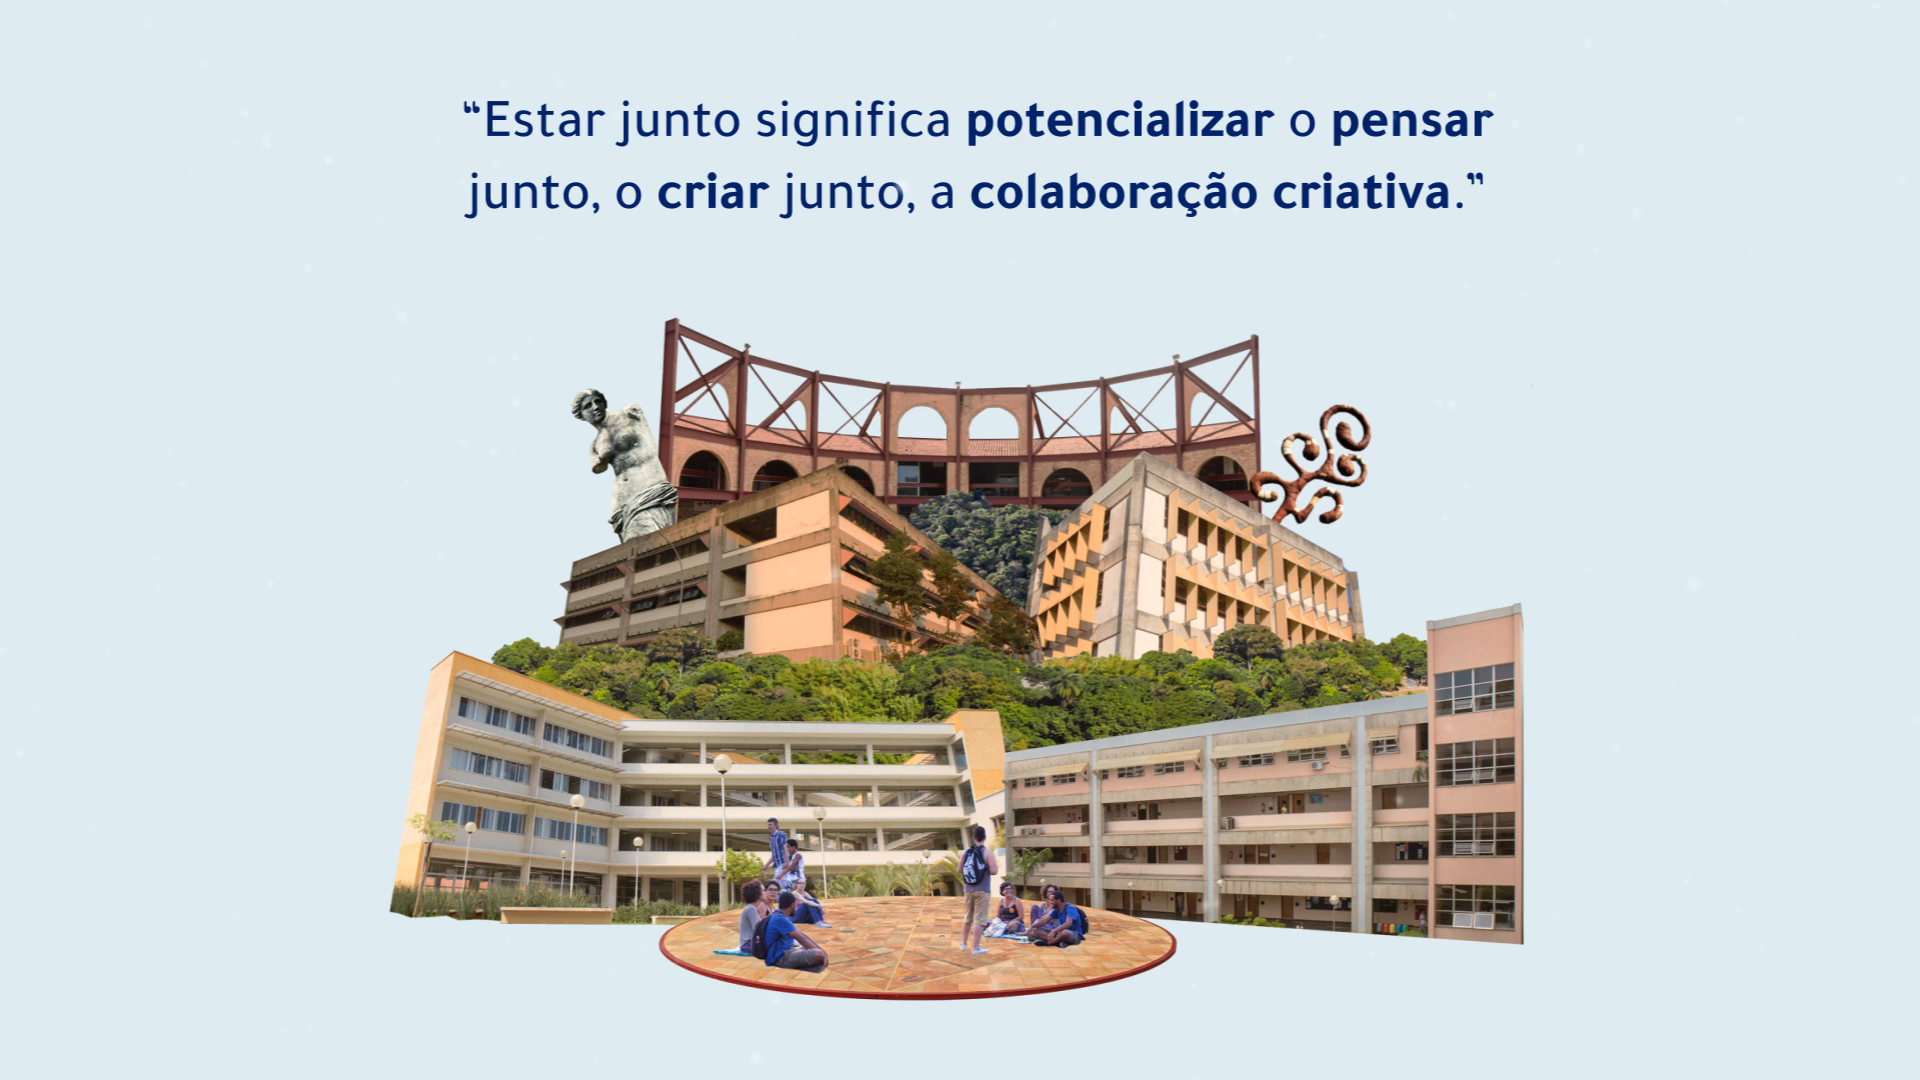 “Estar junto significa potencializar o pensar
junto, o criar junto, a colaboração criativa.”